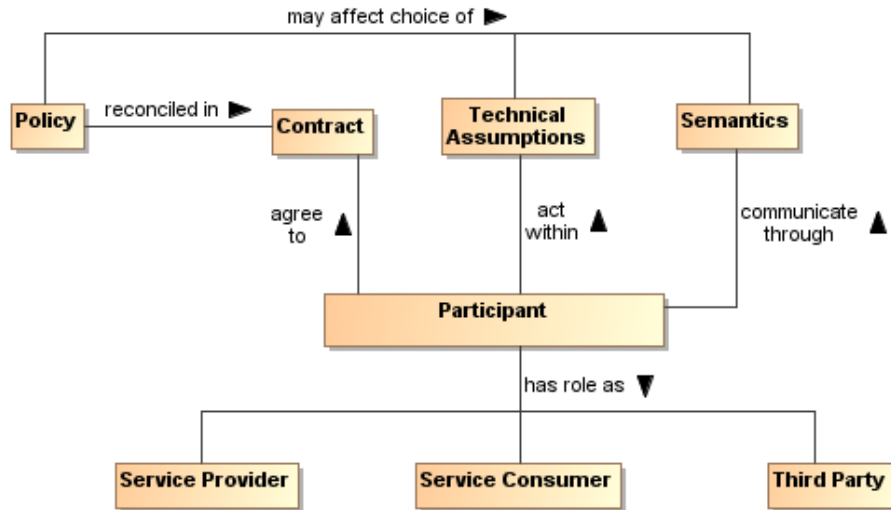 may affect choice of
Policy
reconciled in
Contract
Technical
Assumptions
Semantics
agree
to
act
within
communicate
through
Participant
has role as
Service Provider
Service Consumer
Third Party